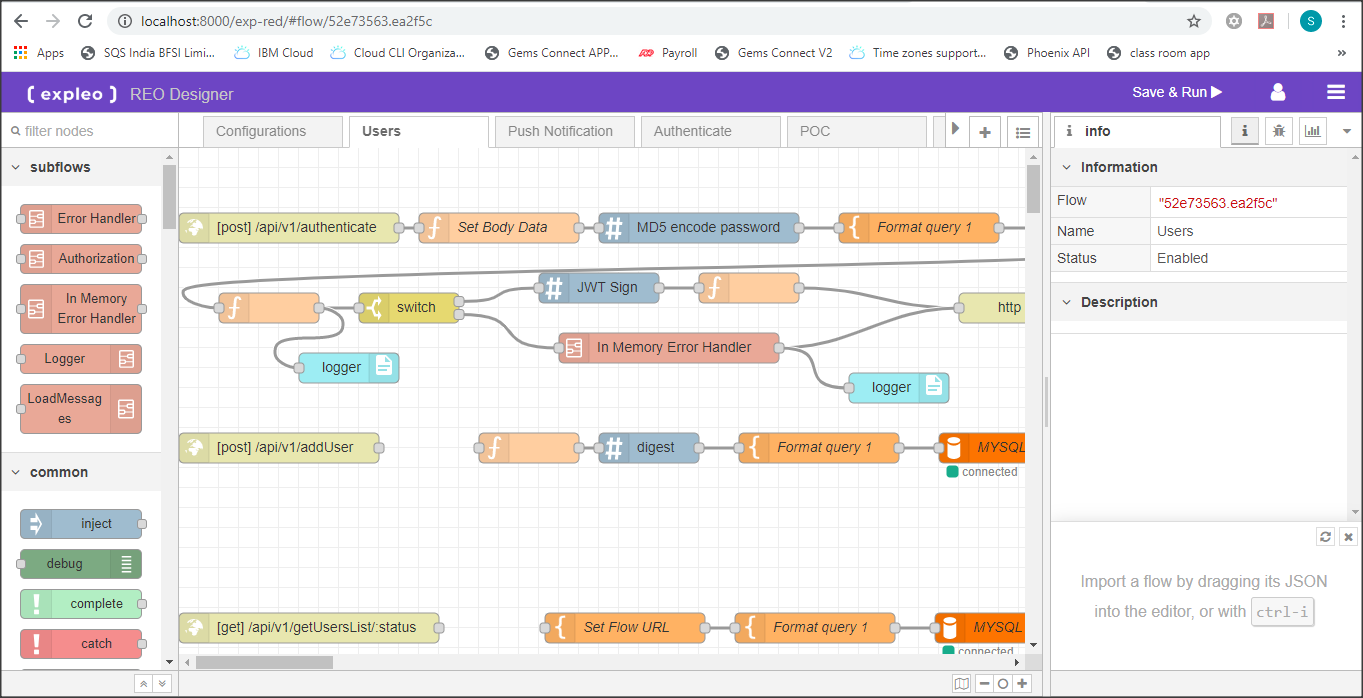 localhost:8000/exp-red/#flow/52e73563.ea2f5c
S
Apps SQS India BFSI Limi... IBM Cloud Cloud CLI Organiza... Gems Connect APP... Payroll Gems Connect V2 Time zones support... Phoenix API class room app »
( expleo ) REO Designer Save & Run
filter nodes Configurations Users Push Notification Authenticate POC i info
subflows
Error Handler
Authorization
In Memory
Error Handler
Logger
LoadMessag
es
common
inject
debug
complete
catch
[post] /api/v1/authenticate Set Body Data MD5 encode password Format query 1
JWT Sign
switch http
In Memory Error Handler
logger
logger
[post] /api/v1/addUser digest Format query 1 MYSQL
connected
[get] /api/v1/getUsersList/:status Set Flow URL Format query 1 MYSQL
connected
Information
Flow "52e73563.ea2f5c"
Name Users
Status Enabled
Description
Import a flow by dragging its JSON
into the editor, or with ctrl-i